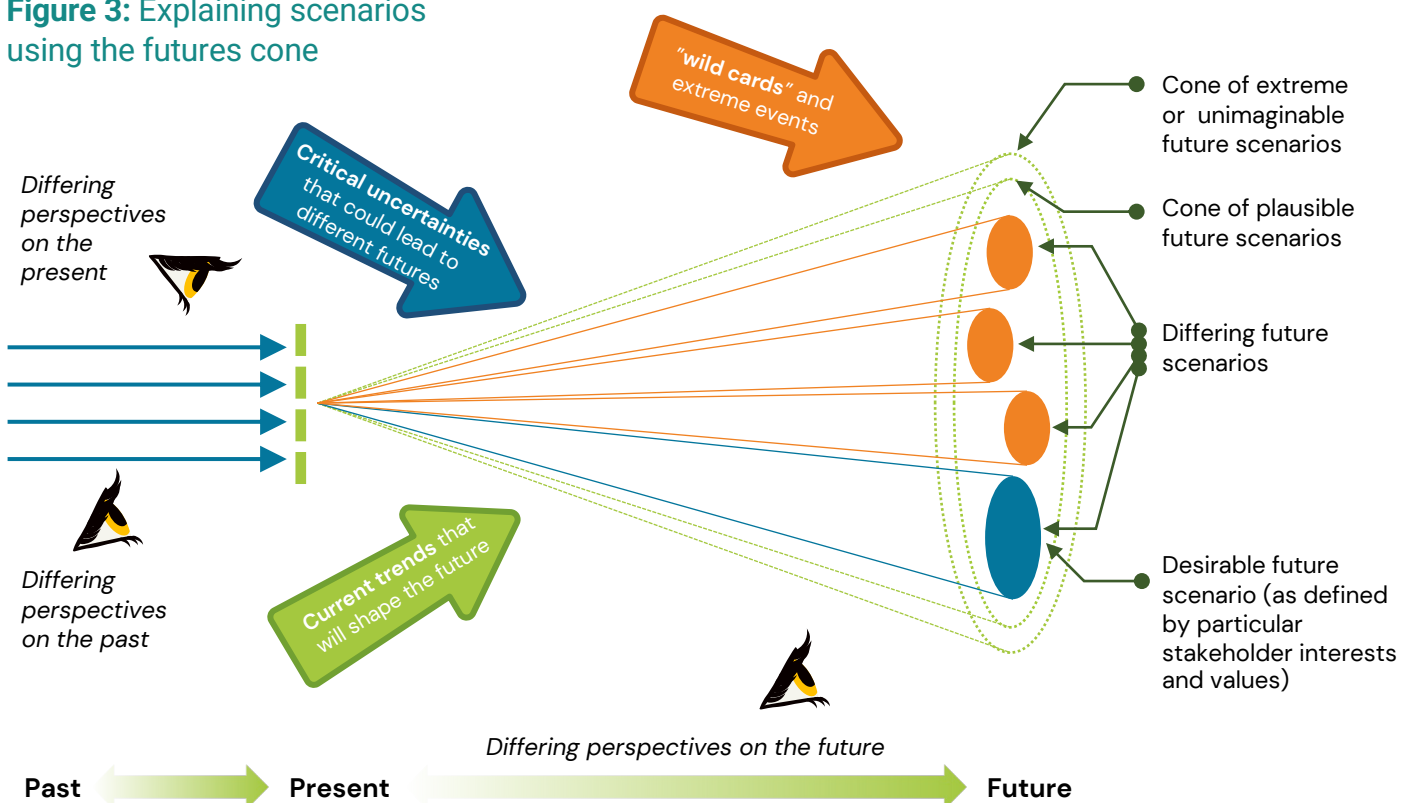 Figure 3: Explaining scenarios
using the futures cone
"wild cards" and
extreme events
Critical uncertainties
that could lead to
different futures
Differing
perspectives
on the
present
Cone of extreme
or unimaginable
future scenarios
Cone of plausible
future scenarios
Differing future
scenarios
Current trends that
will shape the future
Differing
perspectives
on the past
Desirable future
scenario (as defined
by particular
stakeholder interests
and values)
Differing perspectives on the future
Past
Present
Future